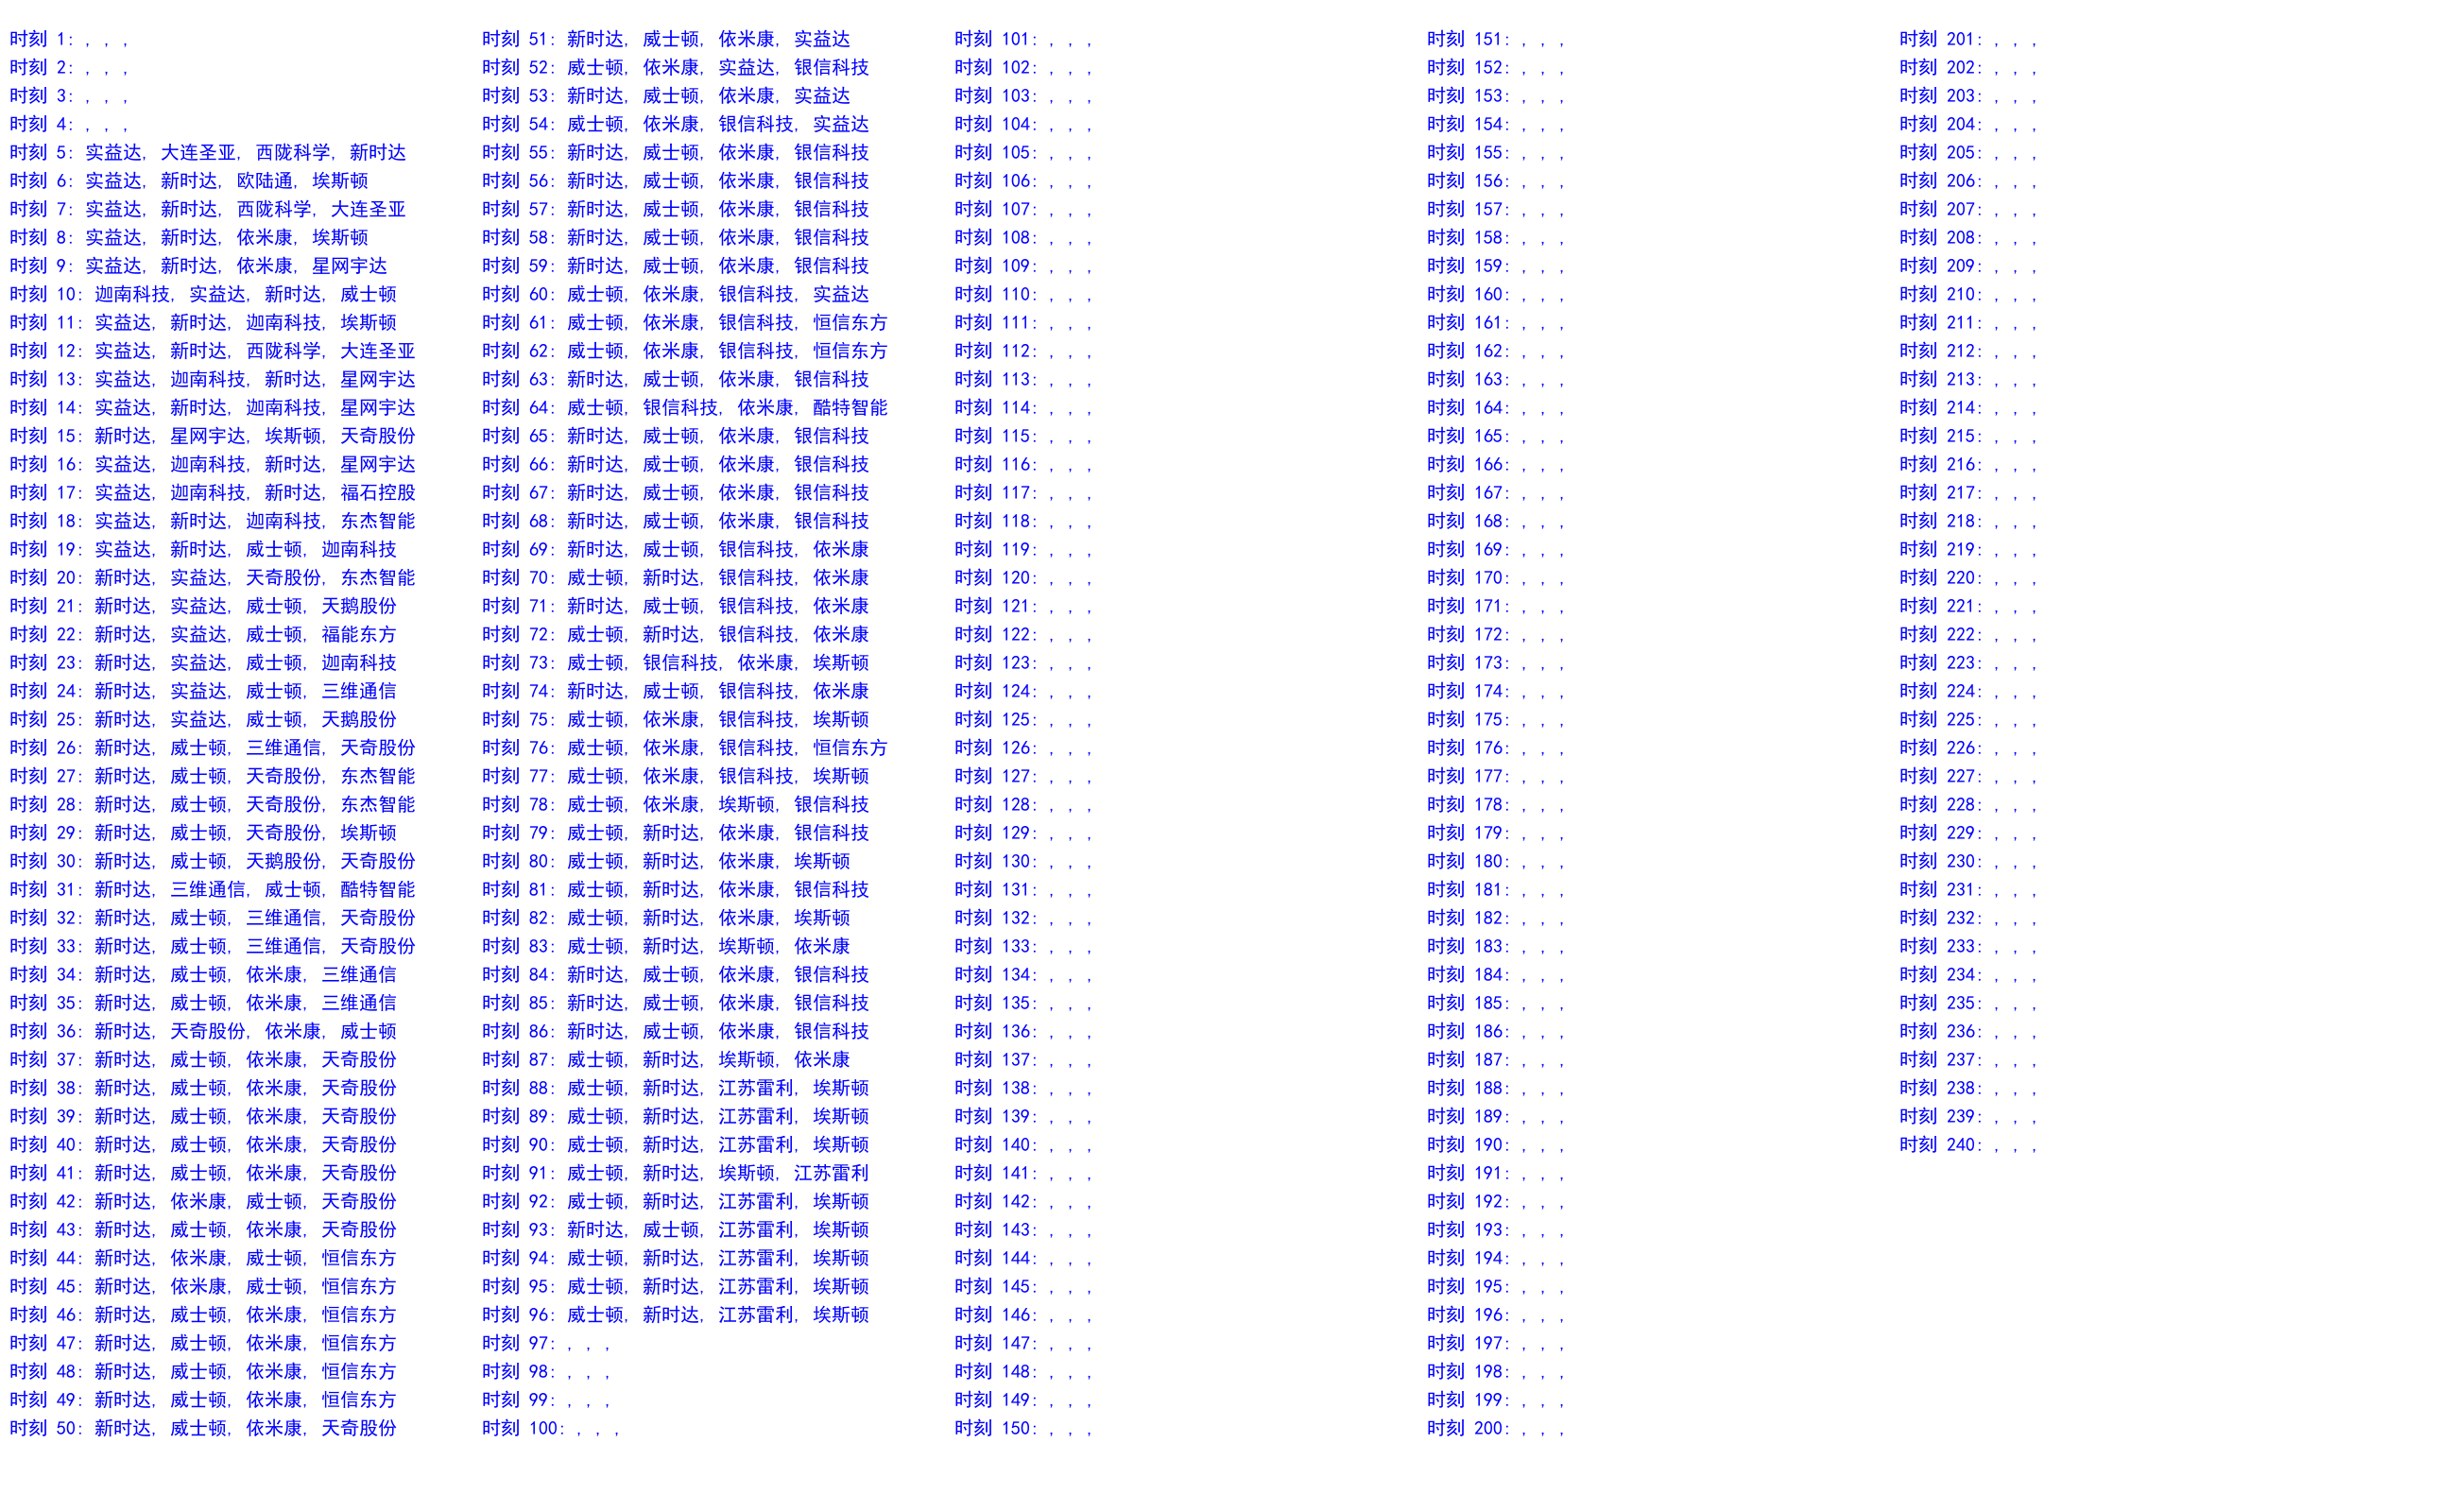 时刻 1: , , ,
时刻 2: , , ,
时刻 3: , , ,
时刻 4: , , ,
时刻 5: 实益达, 大连圣亚, 西陇科学, 新时达
时刻 6: 实益达, 新时达, 欧陆通, 埃斯顿
时刻 7: 实益达, 新时达, 西陇科学, 大连圣亚
时刻 8: 实益达, 新时达, 依米康, 埃斯顿
时刻 9: 实益达, 新时达, 依米康, 星网宇达
时刻 10: 迦南科技, 实益达, 新时达, 威士顿
时刻 11: 实益达, 新时达, 迦南科技, 埃斯顿
时刻 12: 实益达, 新时达, 西陇科学, 大连圣亚
时刻 13: 实益达, 迦南科技, 新时达, 星网宇达
时刻 14: 实益达, 新时达, 迦南科技, 星网宇达
时刻 15: 新时达, 星网宇达, 埃斯顿, 天奇股份
时刻 16: 实益达, 迦南科技, 新时达, 星网宇达
时刻 17: 实益达, 迦南科技, 新时达, 福石控股
时刻 18: 实益达, 新时达, 迦南科技, 东杰智能
时刻 19: 实益达, 新时达, 威士顿, 迦南科技
时刻 20: 新时达, 实益达, 天奇股份, 东杰智能
时刻 21: 新时达, 实益达, 威士顿, 天鹅股份
时刻 22: 新时达, 实益达, 威士顿, 福能东方
时刻 23: 新时达, 实益达, 威士顿, 迦南科技
时刻 24: 新时达, 实益达, 威士顿, 三维通信
时刻 25: 新时达, 实益达, 威士顿, 天鹅股份
时刻 26: 新时达, 威士顿, 三维通信, 天奇股份
时刻 27: 新时达, 威士顿, 天奇股份, 东杰智能
时刻 28: 新时达, 威士顿, 天奇股份, 东杰智能
时刻 29: 新时达, 威士顿, 天奇股份, 埃斯顿
时刻 30: 新时达, 威士顿, 天鹅股份, 天奇股份
时刻 31: 新时达, 三维通信, 威士顿, 酷特智能
时刻 32: 新时达, 威士顿, 三维通信, 天奇股份
时刻 33: 新时达, 威士顿, 三维通信, 天奇股份
时刻 34: 新时达, 威士顿, 依米康, 三维通信
时刻 35: 新时达, 威士顿, 依米康, 三维通信
时刻 36: 新时达, 天奇股份, 依米康, 威士顿
时刻 37: 新时达, 威士顿, 依米康, 天奇股份
时刻 38: 新时达, 威士顿, 依米康, 天奇股份
时刻 39: 新时达, 威士顿, 依米康, 天奇股份
时刻 40: 新时达, 威士顿, 依米康, 天奇股份
时刻 41: 新时达, 威士顿, 依米康, 天奇股份
时刻 42: 新时达, 依米康, 威士顿, 天奇股份
时刻 43: 新时达, 威士顿, 依米康, 天奇股份
时刻 44: 新时达, 依米康, 威士顿, 恒信东方
时刻 45: 新时达, 依米康, 威士顿, 恒信东方
时刻 46: 新时达, 威士顿, 依米康, 恒信东方
时刻 47: 新时达, 威士顿, 依米康, 恒信东方
时刻 48: 新时达, 威士顿, 依米康, 恒信东方
时刻 49: 新时达, 威士顿, 依米康, 恒信东方
时刻 50: 新时达, 威士顿, 依米康, 天奇股份
时刻 51: 新时达, 威士顿, 依米康, 实益达
时刻 52: 威士顿, 依米康, 实益达, 银信科技
时刻 53: 新时达, 威士顿, 依米康, 实益达
时刻 54: 威士顿, 依米康, 银信科技, 实益达
时刻 55: 新时达, 威士顿, 依米康, 银信科技
时刻 56: 新时达, 威士顿, 依米康, 银信科技
时刻 57: 新时达, 威士顿, 依米康, 银信科技
时刻 58: 新时达, 威士顿, 依米康, 银信科技
时刻 59: 新时达, 威士顿, 依米康, 银信科技
时刻 60: 威士顿, 依米康, 银信科技, 实益达
时刻 61: 威士顿, 依米康, 银信科技, 恒信东方
时刻 62: 威士顿, 依米康, 银信科技, 恒信东方
时刻 63: 新时达, 威士顿, 依米康, 银信科技
时刻 64: 威士顿, 银信科技, 依米康, 酷特智能
时刻 65: 新时达, 威士顿, 依米康, 银信科技
时刻 66: 新时达, 威士顿, 依米康, 银信科技
时刻 67: 新时达, 威士顿, 依米康, 银信科技
时刻 68: 新时达, 威士顿, 依米康, 银信科技
时刻 69: 新时达, 威士顿, 银信科技, 依米康
时刻 70: 威士顿, 新时达, 银信科技, 依米康
时刻 71: 新时达, 威士顿, 银信科技, 依米康
时刻 72: 威士顿, 新时达, 银信科技, 依米康
时刻 73: 威士顿, 银信科技, 依米康, 埃斯顿
时刻 74: 新时达, 威士顿, 银信科技, 依米康
时刻 75: 威士顿, 依米康, 银信科技, 埃斯顿
时刻 76: 威士顿, 依米康, 银信科技, 恒信东方
时刻 77: 威士顿, 依米康, 银信科技, 埃斯顿
时刻 78: 威士顿, 依米康, 埃斯顿, 银信科技
时刻 79: 威士顿, 新时达, 依米康, 银信科技
时刻 80: 威士顿, 新时达, 依米康, 埃斯顿
时刻 81: 威士顿, 新时达, 依米康, 银信科技
时刻 82: 威士顿, 新时达, 依米康, 埃斯顿
时刻 83: 威士顿, 新时达, 埃斯顿, 依米康
时刻 84: 新时达, 威士顿, 依米康, 银信科技
时刻 85: 新时达, 威士顿, 依米康, 银信科技
时刻 86: 新时达, 威士顿, 依米康, 银信科技
时刻 87: 威士顿, 新时达, 埃斯顿, 依米康
时刻 88: 威士顿, 新时达, 江苏雷利, 埃斯顿
时刻 89: 威士顿, 新时达, 江苏雷利, 埃斯顿
时刻 90: 威士顿, 新时达, 江苏雷利, 埃斯顿
时刻 91: 威士顿, 新时达, 埃斯顿, 江苏雷利
时刻 92: 威士顿, 新时达, 江苏雷利, 埃斯顿
时刻 93: 新时达, 威士顿, 江苏雷利, 埃斯顿
时刻 94: 威士顿, 新时达, 江苏雷利, 埃斯顿
时刻 95: 威士顿, 新时达, 江苏雷利, 埃斯顿
时刻 96: 威士顿, 新时达, 江苏雷利, 埃斯顿
时刻 97: , , ,
时刻 98: , , ,
时刻 99: , , ,
时刻 100: , , ,
时刻 101: , , ,
时刻 102: , , ,
时刻 103: , , ,
时刻 104: , , ,
时刻 105: , , ,
时刻 106: , , ,
时刻 107: , , ,
时刻 108: , , ,
时刻 109: , , ,
时刻 110: , , ,
时刻 111: , , ,
时刻 112: , , ,
时刻 113: , , ,
时刻 114: , , ,
时刻 115: , , ,
时刻 116: , , ,
时刻 117: , , ,
时刻 118: , , ,
时刻 119: , , ,
时刻 120: , , ,
时刻 121: , , ,
时刻 122: , , ,
时刻 123: , , ,
时刻 124: , , ,
时刻 125: , , ,
时刻 126: , , ,
时刻 127: , , ,
时刻 128: , , ,
时刻 129: , , ,
时刻 130: , , ,
时刻 131: , , ,
时刻 132: , , ,
时刻 133: , , ,
时刻 134: , , ,
时刻 135: , , ,
时刻 136: , , ,
时刻 137: , , ,
时刻 138: , , ,
时刻 139: , , ,
时刻 140: , , ,
时刻 141: , , ,
时刻 142: , , ,
时刻 143: , , ,
时刻 144: , , ,
时刻 145: , , ,
时刻 146: , , ,
时刻 147: , , ,
时刻 148: , , ,
时刻 149: , , ,
时刻 150: , , ,
时刻 151: , , ,
时刻 152: , , ,
时刻 153: , , ,
时刻 154: , , ,
时刻 155: , , ,
时刻 156: , , ,
时刻 157: , , ,
时刻 158: , , ,
时刻 159: , , ,
时刻 160: , , ,
时刻 161: , , ,
时刻 162: , , ,
时刻 163: , , ,
时刻 164: , , ,
时刻 165: , , ,
时刻 166: , , ,
时刻 167: , , ,
时刻 168: , , ,
时刻 169: , , ,
时刻 170: , , ,
时刻 171: , , ,
时刻 172: , , ,
时刻 173: , , ,
时刻 174: , , ,
时刻 175: , , ,
时刻 176: , , ,
时刻 177: , , ,
时刻 178: , , ,
时刻 179: , , ,
时刻 180: , , ,
时刻 181: , , ,
时刻 182: , , ,
时刻 183: , , ,
时刻 184: , , ,
时刻 185: , , ,
时刻 186: , , ,
时刻 187: , , ,
时刻 188: , , ,
时刻 189: , , ,
时刻 190: , , ,
时刻 191: , , ,
时刻 192: , , ,
时刻 193: , , ,
时刻 194: , , ,
时刻 195: , , ,
时刻 196: , , ,
时刻 197: , , ,
时刻 198: , , ,
时刻 199: , , ,
时刻 200: , , ,
时刻 201: , , ,
时刻 202: , , ,
时刻 203: , , ,
时刻 204: , , ,
时刻 205: , , ,
时刻 206: , , ,
时刻 207: , , ,
时刻 208: , , ,
时刻 209: , , ,
时刻 210: , , ,
时刻 211: , , ,
时刻 212: , , ,
时刻 213: , , ,
时刻 214: , , ,
时刻 215: , , ,
时刻 216: , , ,
时刻 217: , , ,
时刻 218: , , ,
时刻 219: , , ,
时刻 220: , , ,
时刻 221: , , ,
时刻 222: , , ,
时刻 223: , , ,
时刻 224: , , ,
时刻 225: , , ,
时刻 226: , , ,
时刻 227: , , ,
时刻 228: , , ,
时刻 229: , , ,
时刻 230: , , ,
时刻 231: , , ,
时刻 232: , , ,
时刻 233: , , ,
时刻 234: , , ,
时刻 235: , , ,
时刻 236: , , ,
时刻 237: , , ,
时刻 238: , , ,
时刻 239: , , ,
时刻 240: , , ,